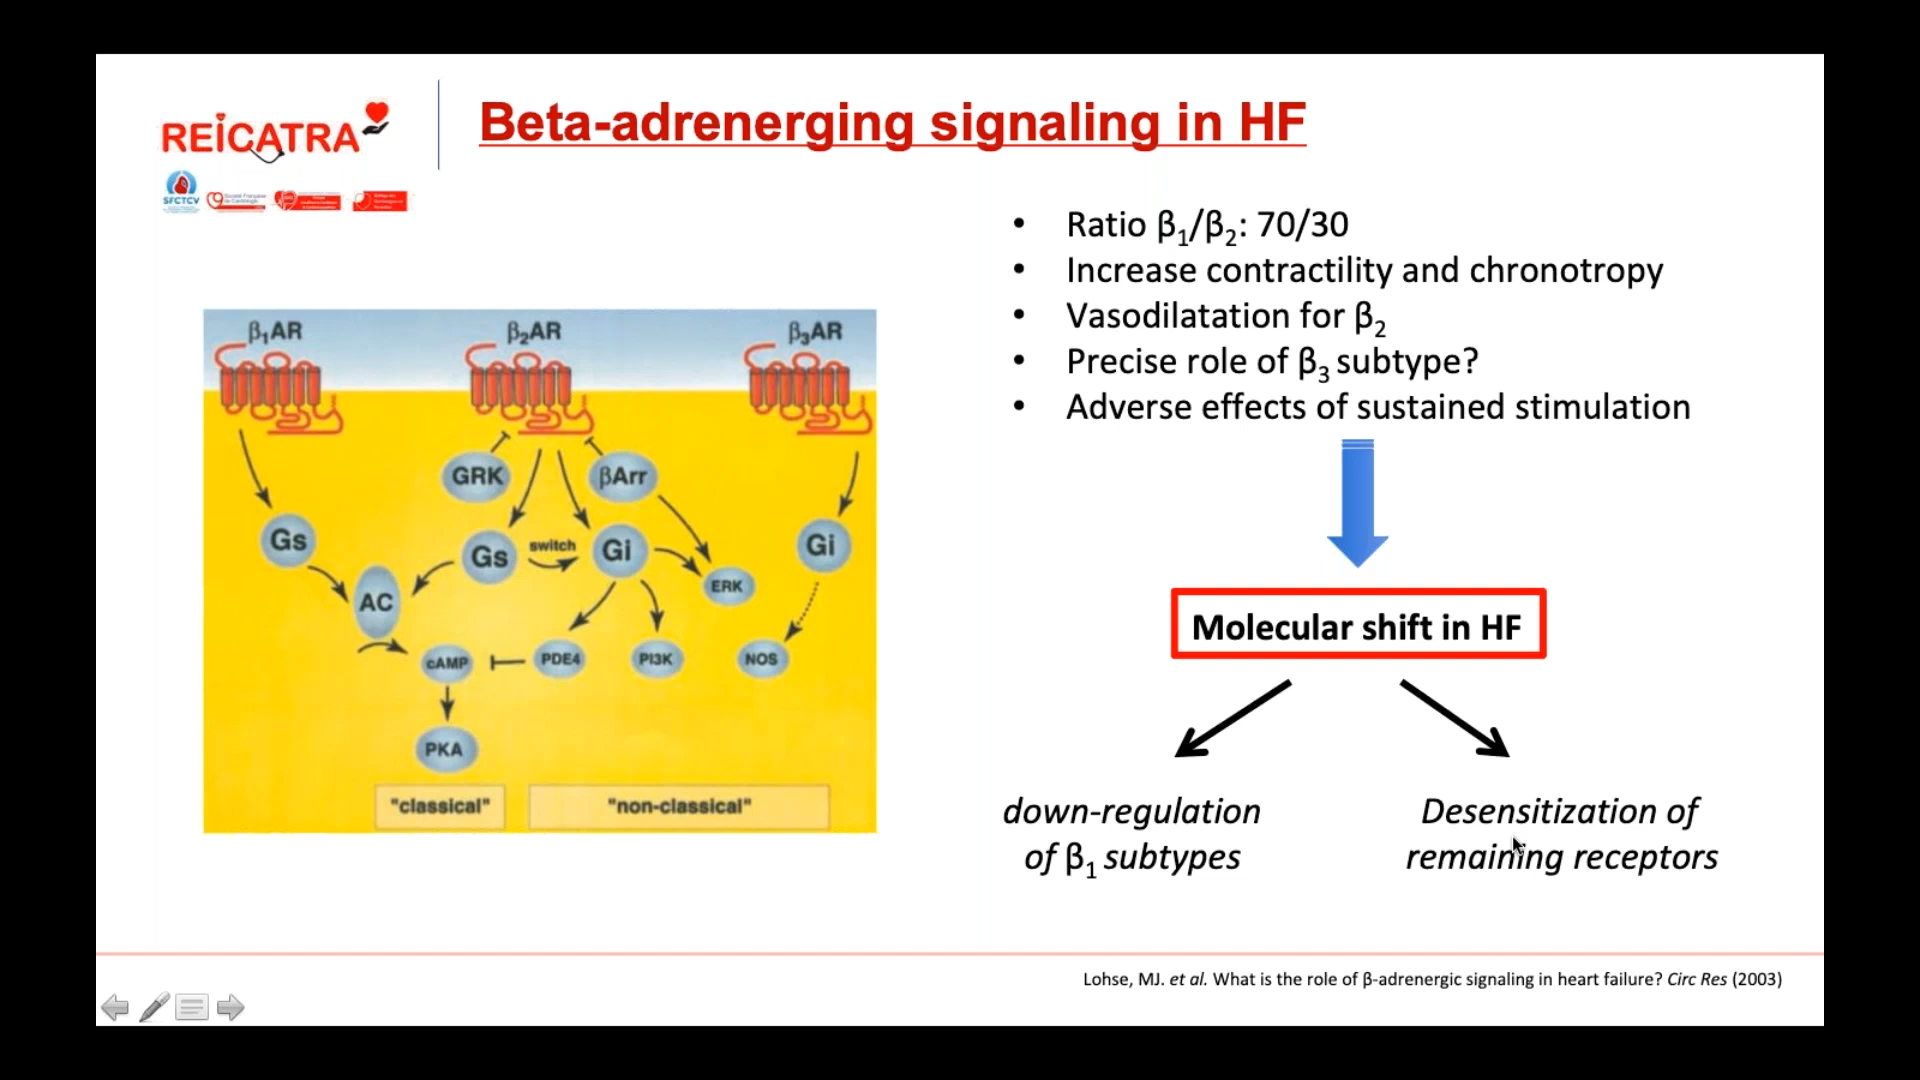 REICATRA
Beta-adrenerging signaling in HF
SFCTCV
• Ratio β1/β2: 70/30
• Increase contractility and chronotropy
• Vasodilatation for β2
• Precise role of β3 subtype?
• Adverse effects of sustained stimulation
β1AR
β2AR
β3AR
GRK
βArr
Gs
Gs
switch
Gi
Gi
AC
ERK
cAMP
PDE4
PI3K
NOS
PKA
"classical"
"non-classical"
Molecular shift in HF
down-regulation
of β1 subtypes
Desensitization of
remaining receptors
Lohse, MJ. et al. What is the role of β-adrenergic signaling in heart failure? Circ Res (2003)